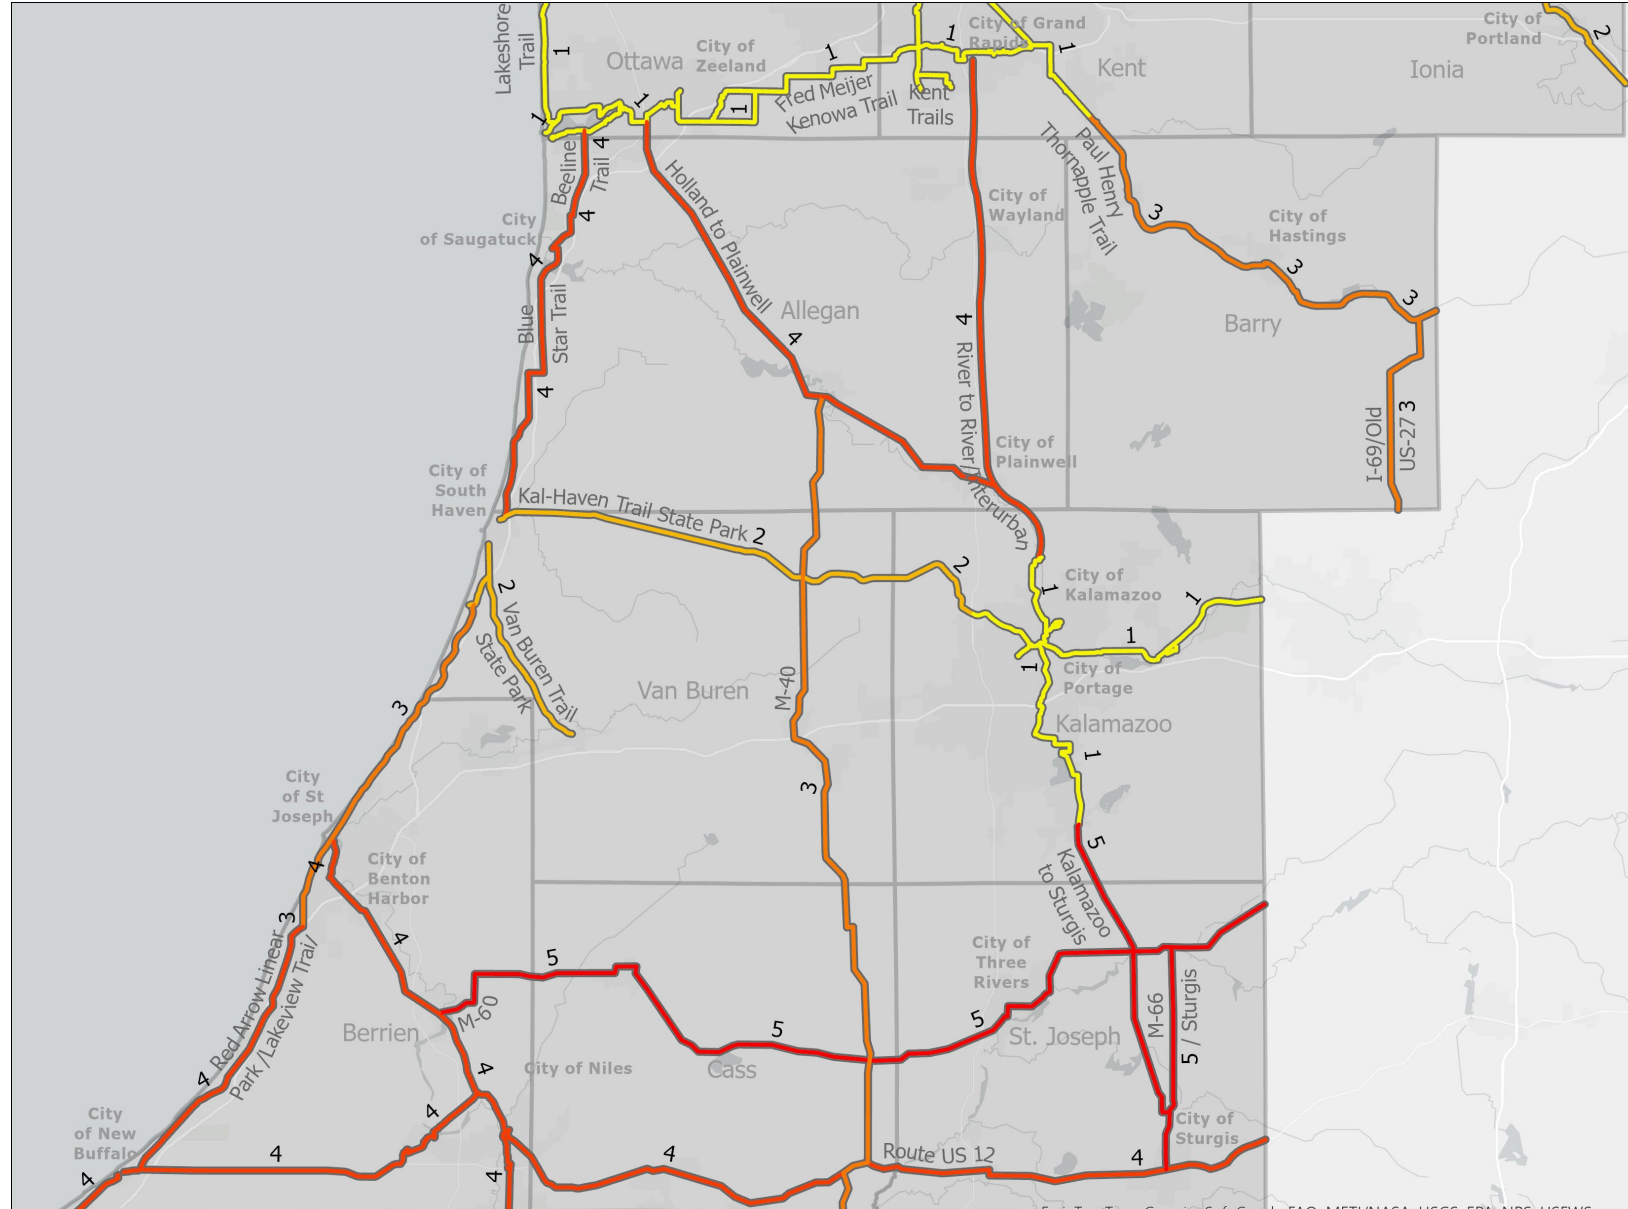 Lakeshore
Trail
1
Ottawa
City of
Zeeland
1
1
City of Grand
Rapids
1
Kent
City of
Portland
2
Ionia
1
1
1
Fred Meijer
Kenowa Trail
Kent
Trails
Beeline
Trail
4
4
City
of Saugatuck
4
Blue
Star Trail
4
Holland to Plainwell
Allegan
4
City of
Wayland
4
River to River/Interurban
City of
Plainwell
Paul Henry
Thornapple Trail
3
City of
Hastings
3
3
Barry
I-69/Old
US-27
3
City of
South
Haven
Kal-Haven Trail State Park
2
2
2
Van Buren Trail
State Park
Van Buren
M-40
3
City of
Kalamazoo
1
1
1
1
City of
Portage
Kalamazoo
1
3
City
of St
Joseph
4
City of
Benton
Harbor
3
4
Red Arrow Linear
Park /Lakeview Trail/
4
Berrien
M-60
5
5
5
Cass
City of Niles
4
4
4
4
City
of New
Buffalo
4
4
5
Kalamazoo
to Sturgis
City of
Three
Rivers
St. Joseph
M-66
/ Sturgis
5
City of
Sturgis
Route US 12
4